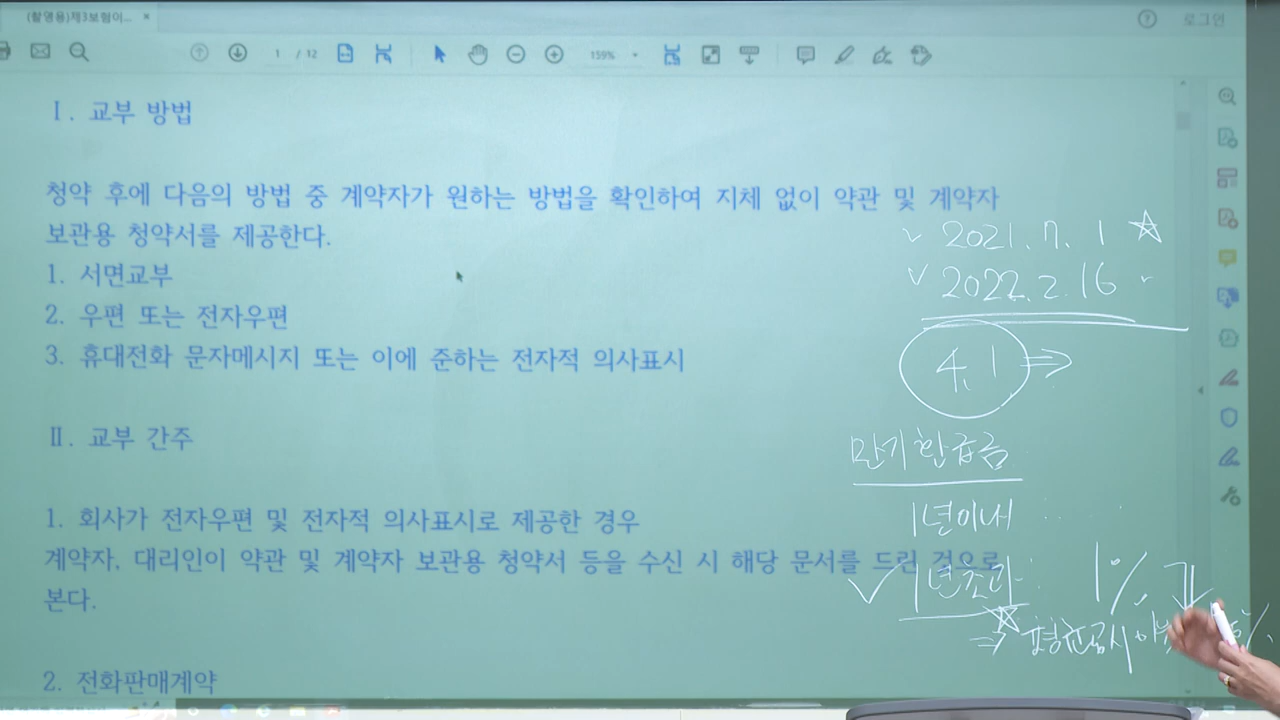 (촬영용)제3보험이... ×
로그인
1 / 12
159%
Ⅰ. 교부 방법
청약 후에 다음의 방법 중 계약자가 원하는 방법을 확인하여 지체 없이 약관 및 계약자
보관용 청약서를 제공한다.
1. 서면교부
2. 우편 또는 전자우편
3. 휴대전화 문자메시지 또는 이에 준하는 전자적 의사표시
Ⅱ. 교부 간주
1. 회사가 전자우편 및 전자적 의사표시로 제공한 경우
계약자, 대리인이 약관 및 계약자 보관용 청약서 등을 수신 시 해당 문서를 드린 것으로
본다.
2. 전화판매계약
2021. 7. 1
2022. 2. 16
4. 1 ⇒
만기환급금
1년이내
1년초과 1%
⇒ 평균공시